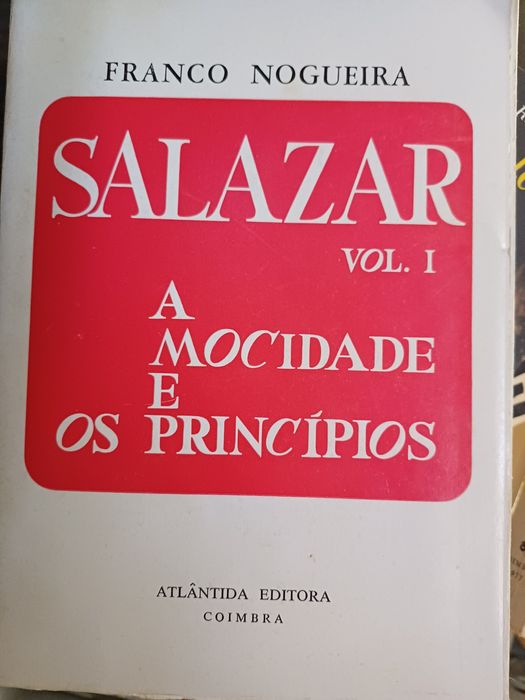 FRANCO NOGUEIRA
SALAZAR
VOL. I
A
MOCIDADE
E
OS PRINCÍPIOS
ATLÂNTIDA EDITORA
COIMBRA